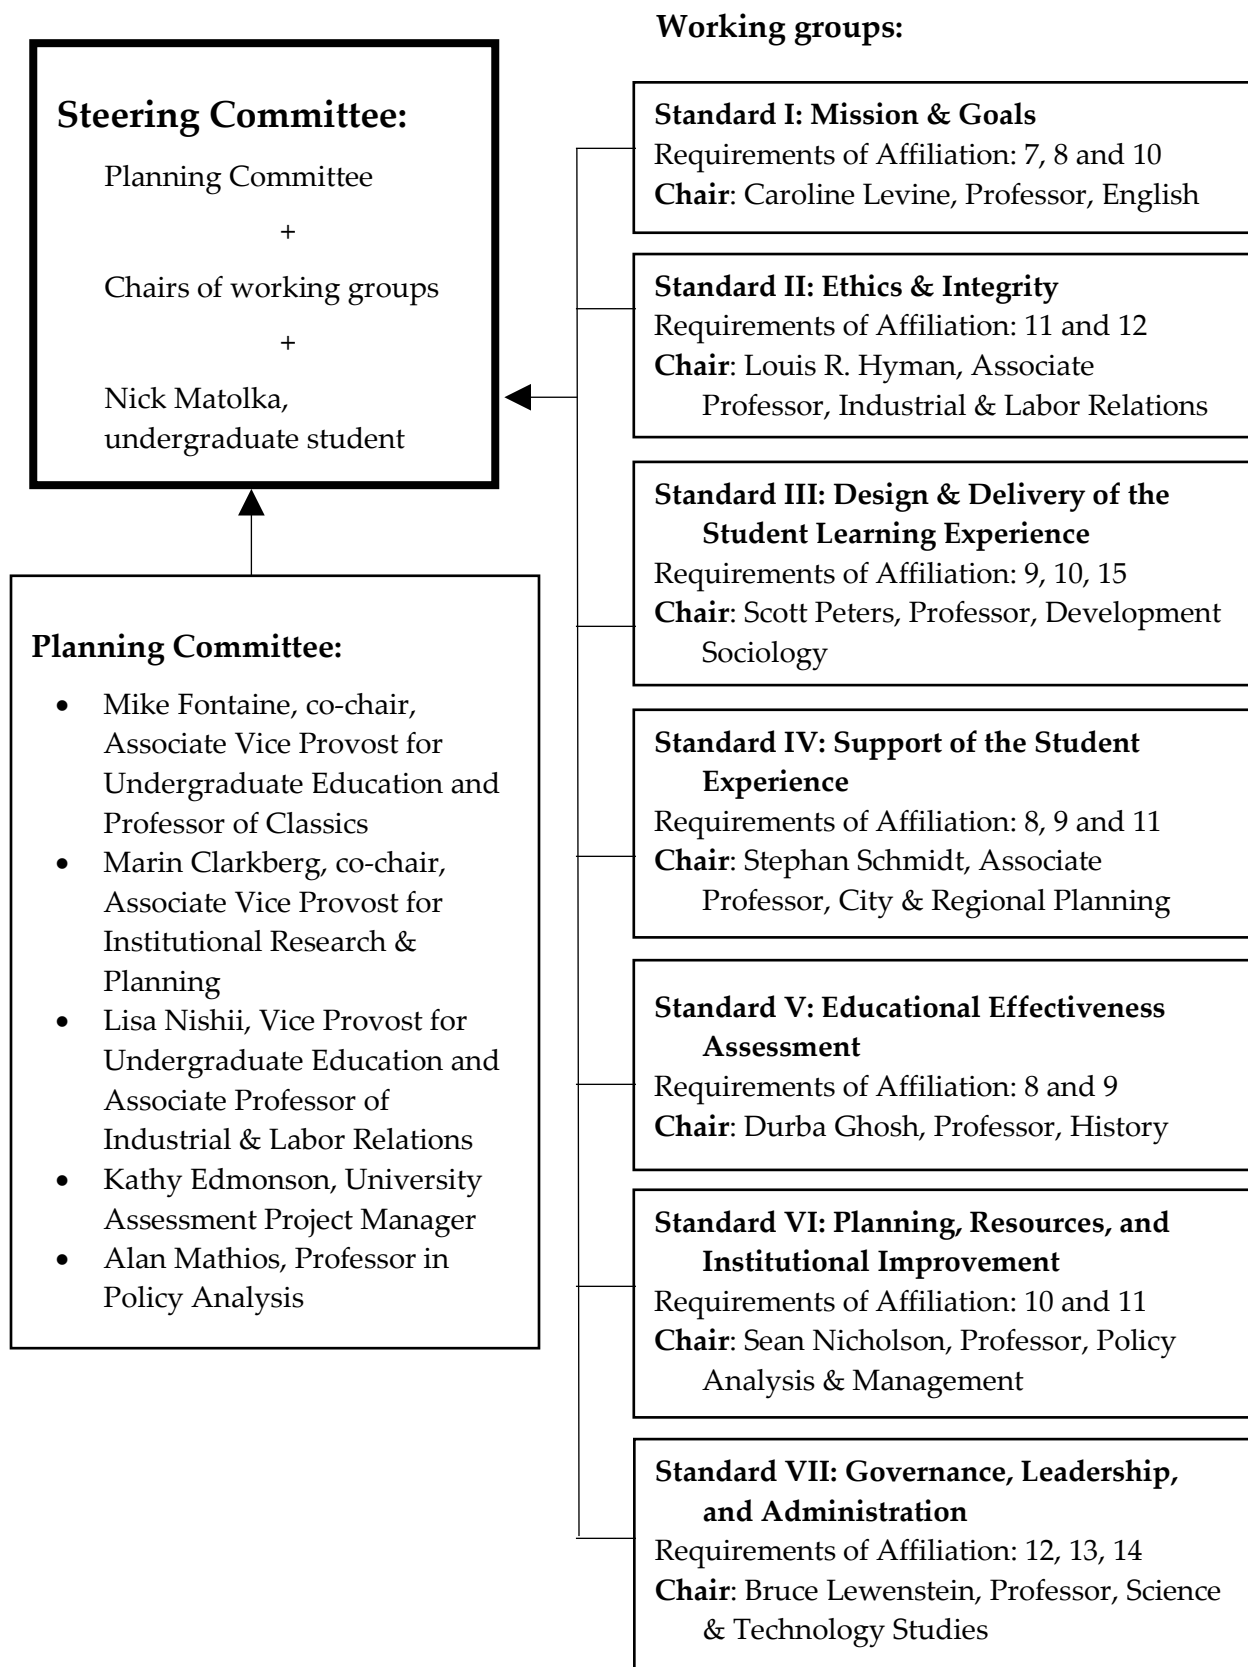 Working groups:
Steering Committee:
Planning Committee
+
Chairs of working groups
+
Nick Matolka,
undergraduate student
Planning Committee:
• Mike Fontaine, co-chair,
Associate Vice Provost for
Undergraduate Education and
Professor of Classics
• Marin Clarkberg, co-chair,
Associate Vice Provost for
Institutional Research &
Planning
• Lisa Nishii, Vice Provost for
Undergraduate Education and
Associate Professor of
Industrial & Labor Relations
• Kathy Edmonson, University
Assessment Project Manager
• Alan Mathios, Professor in
Policy Analysis
Standard I: Mission & Goals
Requirements of Affiliation: 7, 8 and 10
Chair: Caroline Levine, Professor, English
Standard II: Ethics & Integrity
Requirements of Affiliation: 11 and 12
Chair: Louis R. Hyman, Associate
Professor, Industrial & Labor Relations
Standard III: Design & Delivery of the
Student Learning Experience
Requirements of Affiliation: 9, 10, 15
Chair: Scott Peters, Professor, Development
Sociology
Standard IV: Support of the Student
Experience
Requirements of Affiliation: 8, 9 and 11
Chair: Stephan Schmidt, Associate
Professor, City & Regional Planning
Standard V: Educational Effectiveness
Assessment
Requirements of Affiliation: 8 and 9
Chair: Durba Ghosh, Professor, History
Standard VI: Planning, Resources, and
Institutional Improvement
Requirements of Affiliation: 10 and 11
Chair: Sean Nicholson, Professor, Policy
Analysis & Management
Standard VII: Governance, Leadership,
and Administration
Requirements of Affiliation: 12, 13, 14
Chair: Bruce Lewenstein, Professor, Science
& Technology Studies